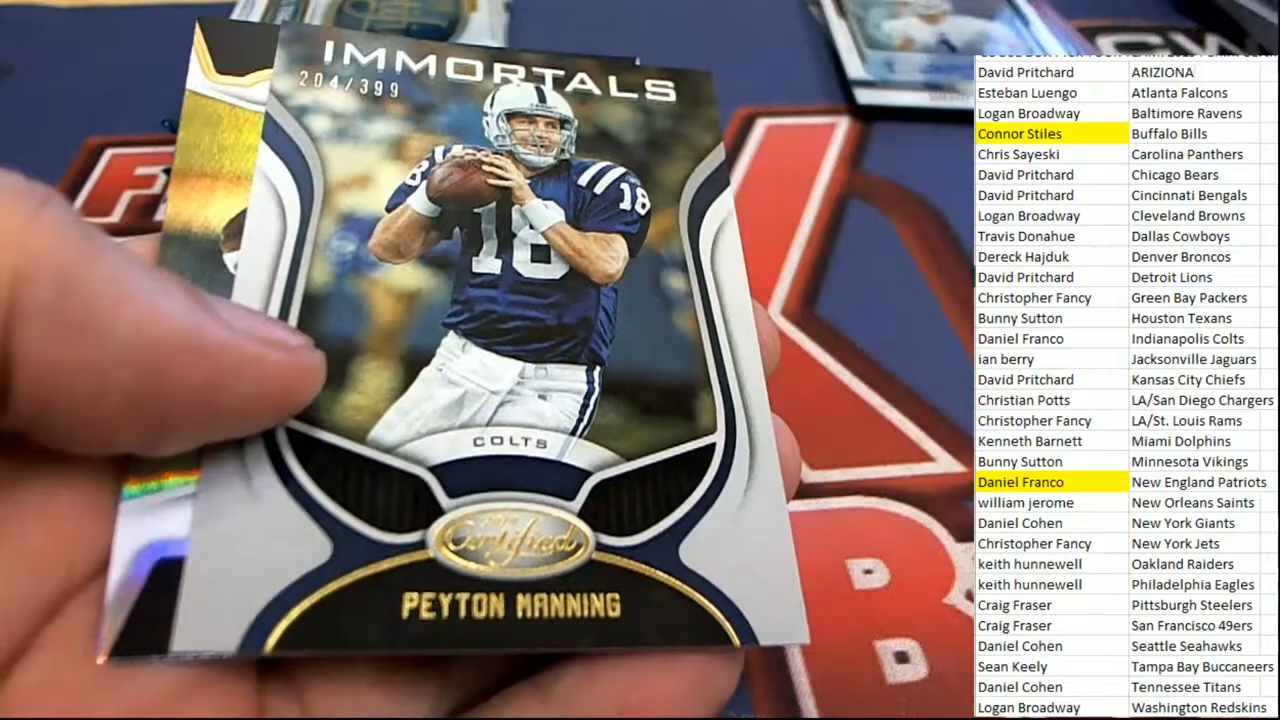 IMMORTALS
204/399
18
18
COLTS
Certified
PEYTON MANNING
David Pritchard ARIZIONA
Esteban Luengo Atlanta Falcons
Logan Broadway Baltimore Ravens
Connor Stiles Buffalo Bills
Chris Sayeski Carolina Panthers
David Pritchard Chicago Bears
David Pritchard Cincinnati Bengals
Logan Broadway Cleveland Browns
Travis Donahue Dallas Cowboys
Dereck Hajduk Denver Broncos
David Pritchard Detroit Lions
Christopher Fancy Green Bay Packers
Bunny Sutton Houston Texans
Daniel Franco Indianapolis Colts
ian berry Jacksonville Jaguars
David Pritchard Kansas City Chiefs
Christian Potts LA/San Diego Chargers
Christopher Fancy LA/St. Louis Rams
Kenneth Barnett Miami Dolphins
Bunny Sutton Minnesota Vikings
Daniel Franco New England Patriots
william jerome New Orleans Saints
Daniel Cohen New York Giants
Christopher Fancy New York Jets
keith hunnewell Oakland Raiders
keith hunnewell Philadelphia Eagles
Craig Fraser Pittsburgh Steelers
Craig Fraser San Francisco 49ers
Daniel Cohen Seattle Seahawks
Sean Keely Tampa Bay Buccaneers
Daniel Cohen Tennessee Titans
Logan Broadway Washington Redskins